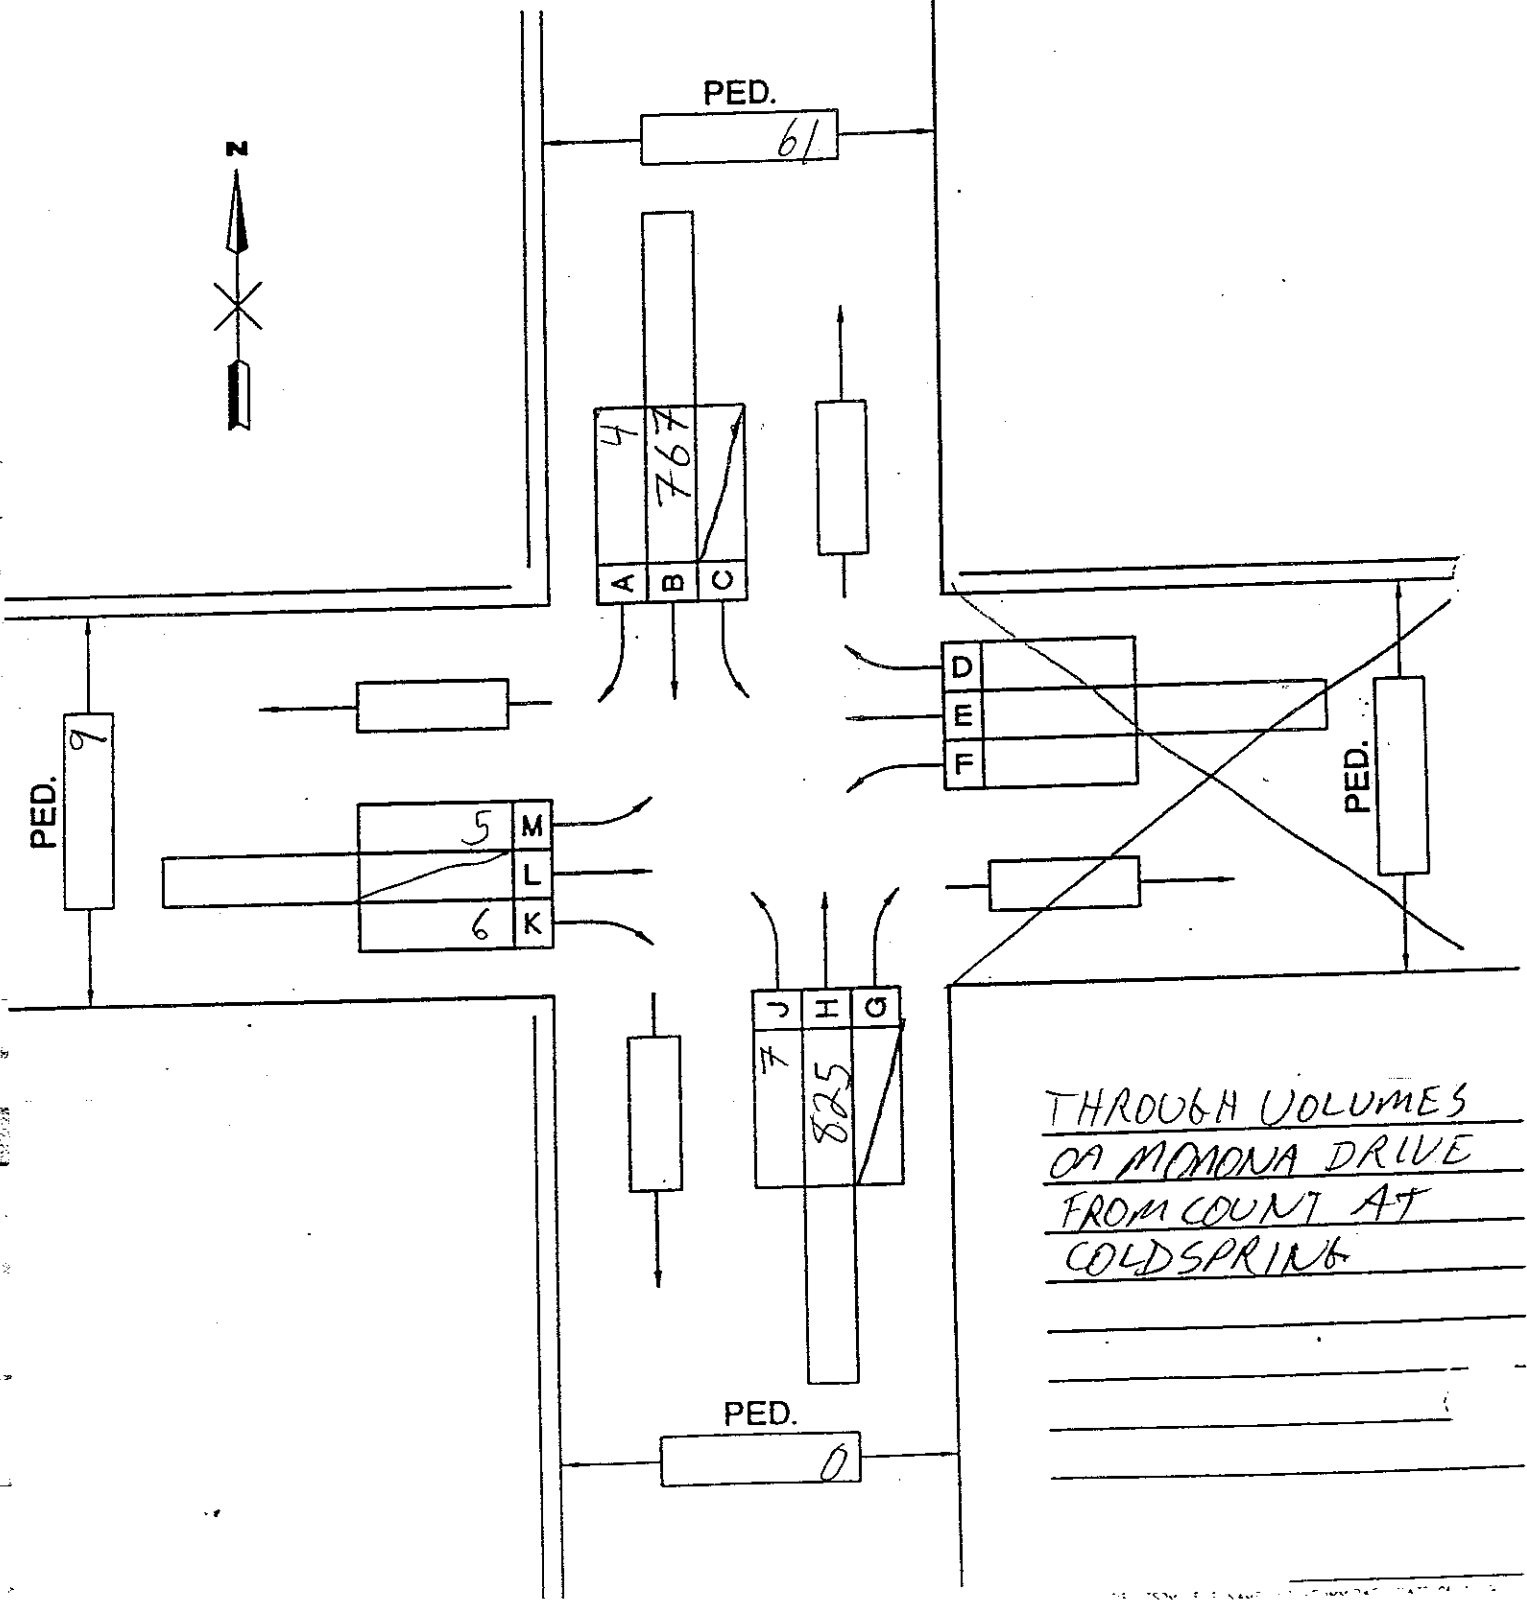 PED.
61
N
4
767
A
B
C
D
E
F
9
PED.
PED.
5 M
L
6 K
J
H
G
7
825
THROUGH VOLUMES
ON MONONA DRIVE
FROM COUNT AT
COLDSPRING
PED.
0